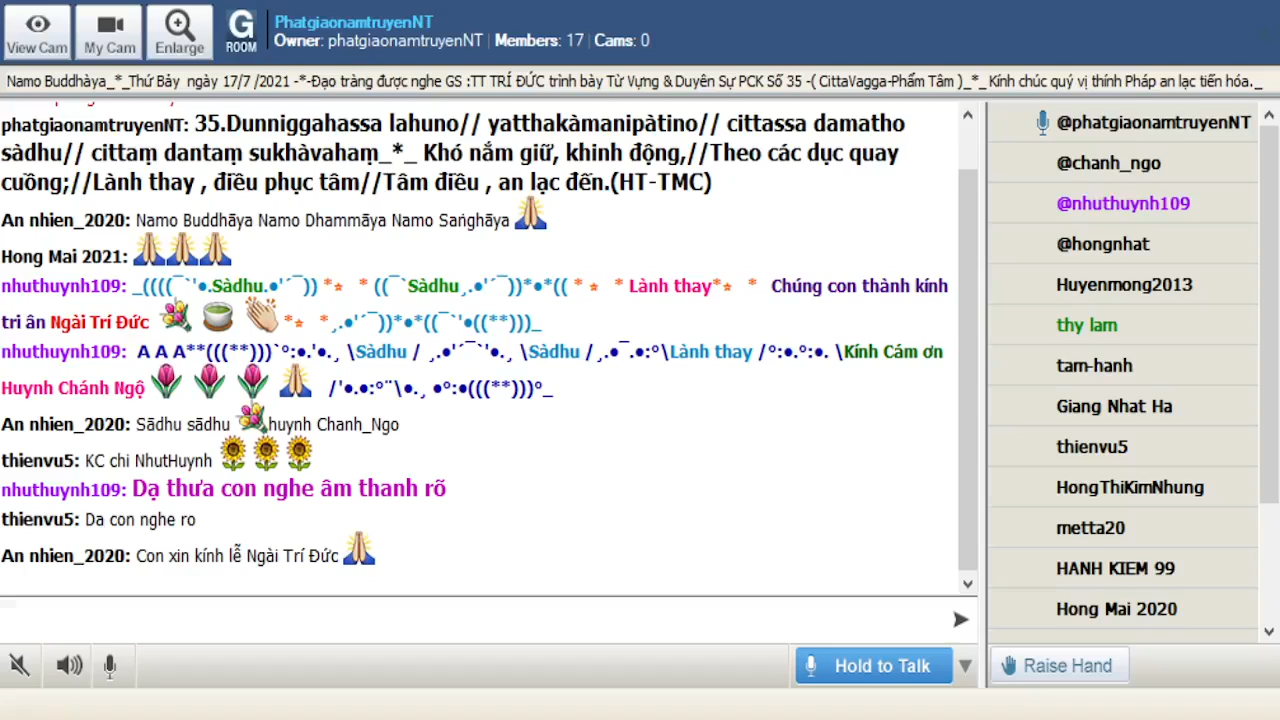 View Cam
My Cam
Enlarge
G
ROOM
PhatgiaonamtruyenNT
Owner: phatgiaonamtruyenNT | Members: 17 | Cams: 0
Namo Buddhàya_*_Thứ Bảy ngày 17/7 /2021 -*-Đạo tràng được nghe GS :TT TRÍ ĐỨC trình bày Từ Vựng & Duyên Sự PCK Số 35 -( CittaVagga-Phẩm Tâm )_*_ Kính chúc quý vị thính Pháp an lạc tiến hóa._
phatgiaonamtruyenNT: 35.Dunniggahassa lahuno// yatthakàmanipàtino// cittassa damatho
sàdhu// cittaṃ dantaṃ sukhàvahaṃ_*_ Khó nắm giữ, khinh động,//Theo các dục quay
cuồng;//Lành thay , điều phục tâm//Tâm điều , an lạc đến.(HT-TMC)
An nhien_2020: Namo Buddhāya Namo Dhammāya Namo Saṅghāya
Hong Mai 2021:
nhuthuynh109: _((((¯`'•.Sàdhu.•'´¯)) *⭒ * ((¯`Sàdhu¸.•'´¯))*•*(( * ⭒ * Lành thay*⭒ * Chúng con thành kính
tri ân Ngài Trí Đức *⭒ *¸.•'´¯))*•*((¯`'•((**)))_
nhuthuynh109: A A A**(((**)))`°:•.'•.¸ \Sàdhu / ¸.•'´¯`'•.¸ \Sàdhu /¸.•¯.•:°\Lành thay /°:•.°:•. \Kính Cám ơn
Huynh Chánh Ngộ /'•.•:°¨\•.¸ •°:•(((**)))°_
An nhien_2020: Sādhu sādhu huynh Chanh_Ngo
thienvu5: KC chi NhutHuynh
nhuthuynh109: Dạ thưa con nghe âm thanh rõ
thienvu5: Da con nghe ro
An nhien_2020: Con xin kính lễ Ngài Trí Đức
Hold to Talk
@phatgiaonamtruyenNT
@chanh_ngo
@nhuthuynh109
@hongnhat
Huyenmong2013
thy lam
tam-hanh
Giang Nhat Ha
thienvu5
HongThiKimNhung
metta20
HANH KIEM 99
Hong Mai 2020
Raise Hand